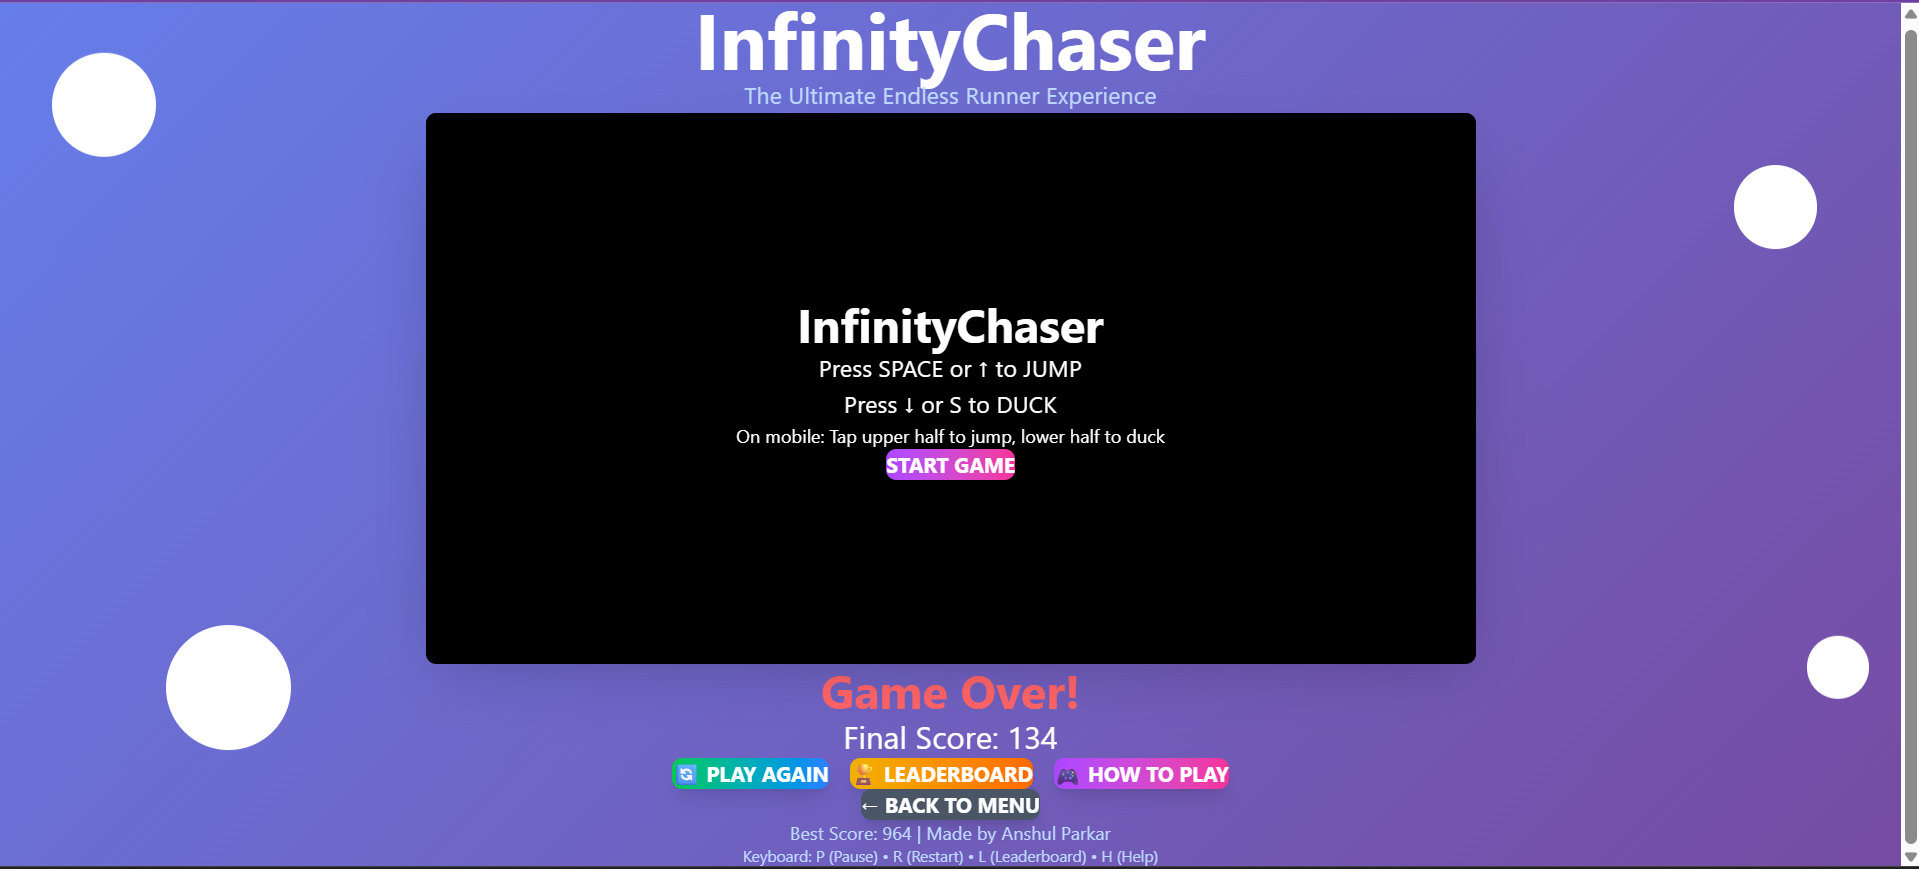 InfinityChaser
The Ultimate Endless Runner Experience
InfinityChaser
Press SPACE or ↑ to JUMP
Press ↓ or S to DUCK
On mobile: Tap upper half to jump, lower half to duck
START GAME
Game Over!
Final Score: 134
🔄 PLAY AGAIN 🏆 LEADERBOARD 🎮 HOW TO PLAY
← BACK TO MENU
Best Score: 964 | Made by Anshul Parkar
Keyboard: P (Pause) • R (Restart) • L (Leaderboard) • H (Help)